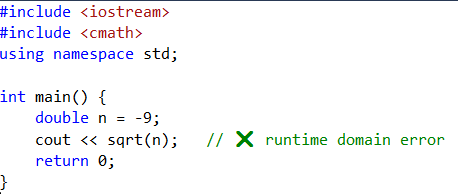 #include <iostream>
#include <cmath>
using namespace std;

int main() {
    double n = -9;
    cout << sqrt(n);   // ❌ runtime domain error
    return 0;
}